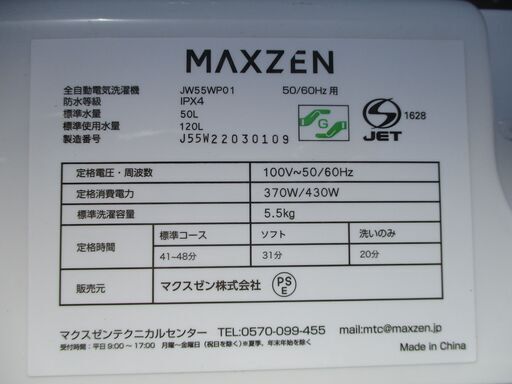 MAXZEN
全自動電気洗濯機 JW55WP01 50/60Hz 用
防水等級 IPX4
標準水量 50L
標準使用水量 120L
製造番号 J55W22030109
G
S JET 1628
定格電圧・周波数 100V~50/60Hz
定格消費電力 370W/430W
標準洗濯容量 5.5kg
定格時間 標準コース ソフト 洗いのみ
41~48分 31分 20分
販売元 マクスゼン株式会社 PSE
マクスゼンテクニカルセンター TEL:0570-099-455 mail:mtc@maxzen.jp
受付時間：平日 9:00～17:00 月曜～金曜日（祝日を除く）※夏季、年末年始を除く
Made in China